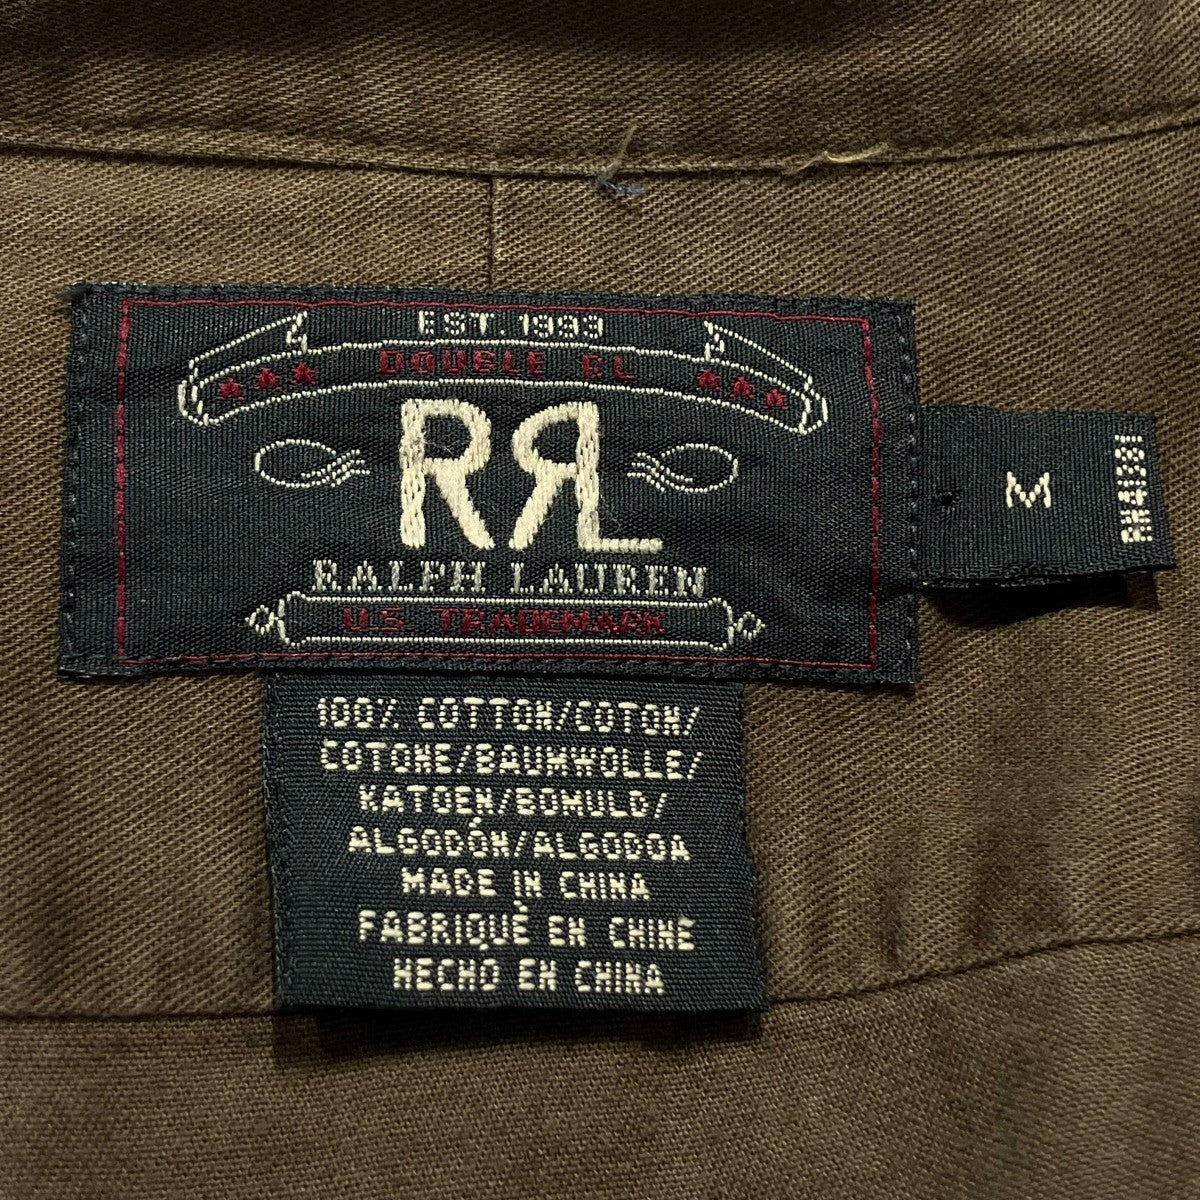 EST. 1993
DOUBLE RL
RRL
RALPH LAUREN
U.S. TRADEMARK
M
100% COTTON/COTON/
COTONE/BAUMWOLLE/
KATOEN/BOMULD/
ALGODÓN/ALGODOA
MADE IN CHINA
FABRIQUÉ EN CHINE
HECHO EN CHINA